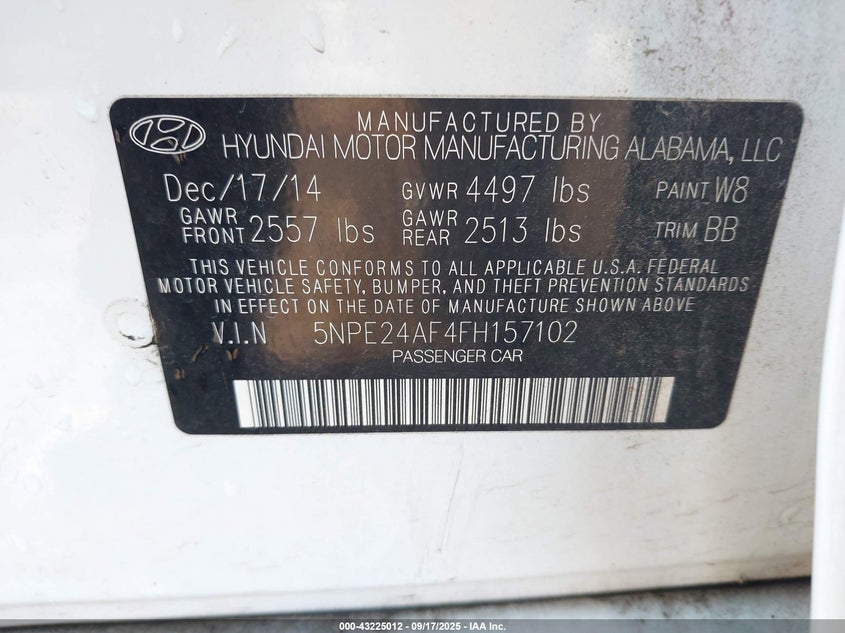 MANUFACTURED BY
HYUNDAI MOTOR MANUFACTURING ALABAMA, LLC
Dec/17/14 GVWR 4497 lbs PAINT W8
GAWR FRONT 2557 lbs GAWR REAR 2513 lbs TRIM BB
THIS VEHICLE CONFORMS TO ALL APPLICABLE U.S.A. FEDERAL
MOTOR VEHICLE SAFETY, BUMPER, AND THEFT PREVENTION STANDARDS
IN EFFECT ON THE DATE OF MANUFACTURE SHOWN ABOVE
V.I.N 5NPE24AF4FH157102
PASSENGER CAR
000-43225012 - 09/17/2025 - IAA Inc.